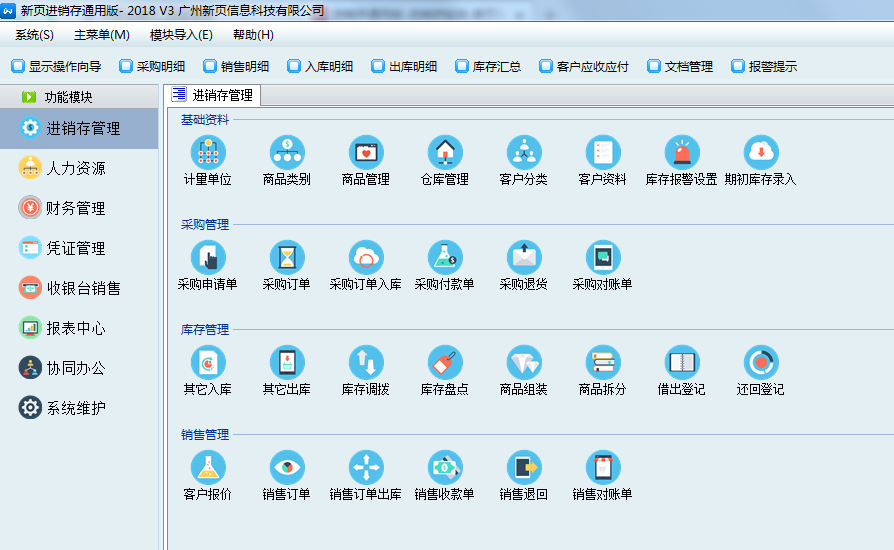 新页进销存通用版- 2018 V3 广州新页信息科技有限公司
系统(S) 主菜单(M) 模块导入(E) 帮助(H)
显示操作向导 采购明细 销售明细 入库明细 出库明细 库存汇总 客户应收应付 文档管理 报警提示
功能模块
进销存管理
人力资源
财务管理
凭证管理
收银台销售
报表中心
协同办公
系统维护
进销存管理
基础资料
计量单位 商品类别 商品管理 仓库管理 客户分类 客户资料 库存报警设置 期初库存录入
采购管理
采购申请单 采购订单 采购订单入库 采购付款单 采购退货 采购对账单
库存管理
其它入库 其它出库 库存调拨 库存盘点 商品组装 商品拆分 借出登记 还回登记
销售管理
客户报价 销售订单 销售订单出库 销售收款单 销售退回 销售对账单